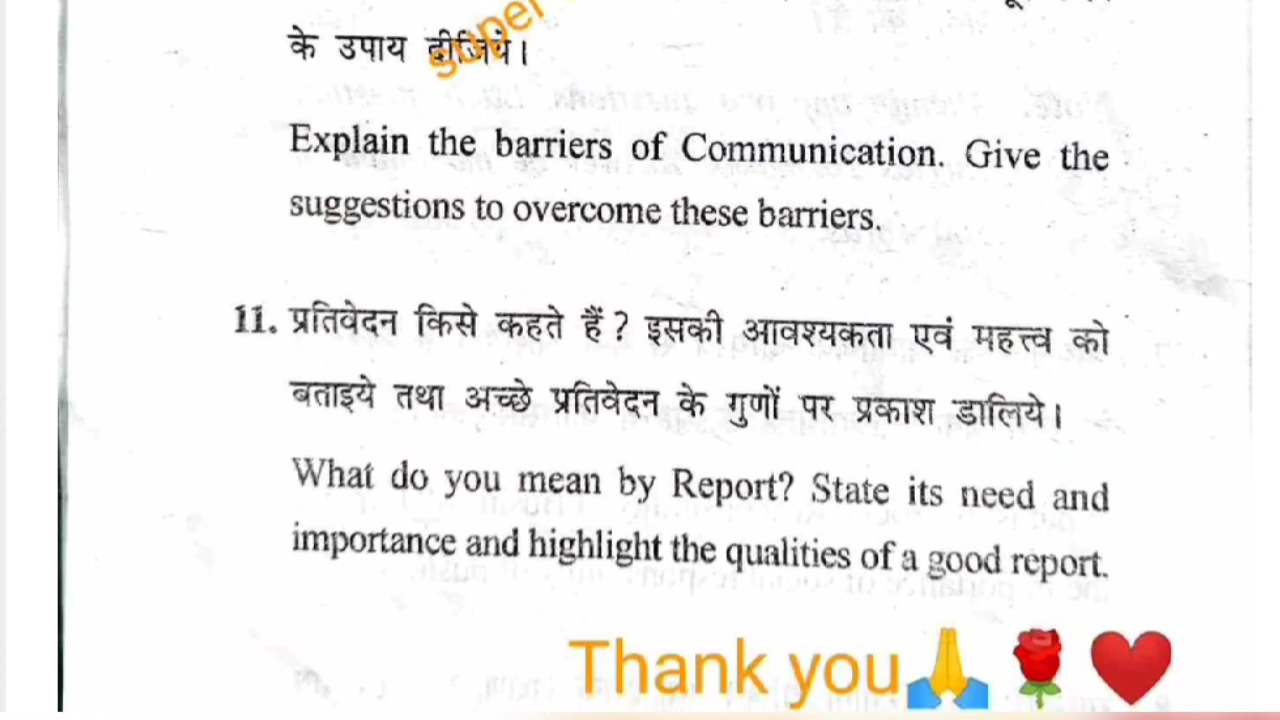 के उपाय दीजिये।
super
Explain the barriers of Communication. Give the
suggestions to overcome these barriers.
11. प्रतिवेदन किसे कहते हैं? इसकी आवश्यकता एवं महत्त्व को
बताइये तथा अच्छे प्रतिवेदन के गुणों पर प्रकाश डालिये।
What do you mean by Report? State its need and
importance and highlight the qualities of a good report.
Thank you🙏🌹❤️